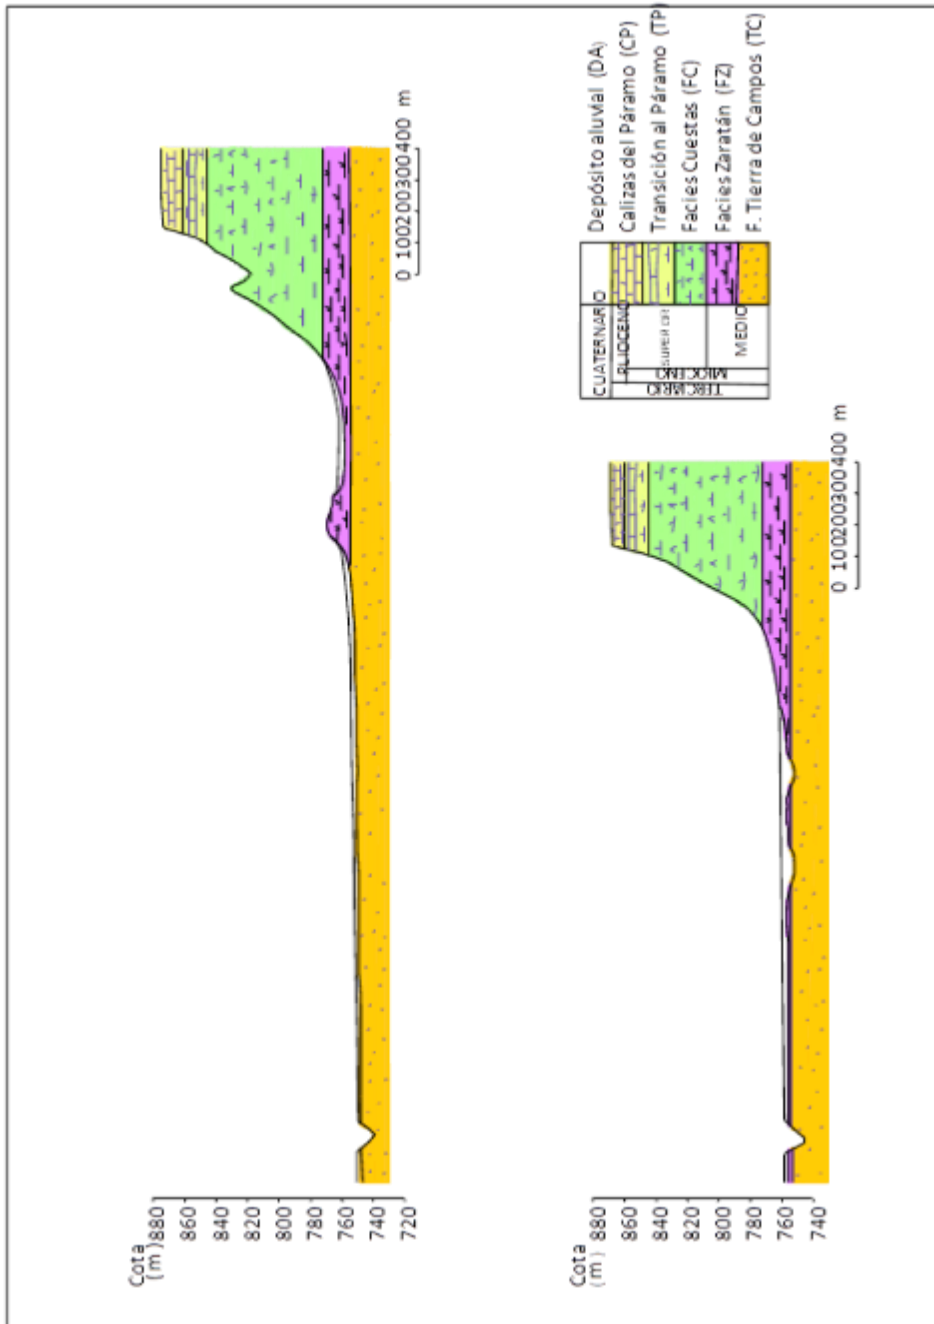 Cota
(m)
880
860
840
820
800
780
760
740
720
0 100200300400 m
Cota
(m)
880
860
840
820
800
780
760
740
0 100200300400 m
CUATERNARIO
TERCIARIO
PLIOCENO
MIOCENO
SUPERIOR
MEDIO
Depósito aluvial (DA)
Calizas del Páramo (CP)
Transición al Páramo (TP)
Facies Cuestas (FC)
Facies Zaratán (FZ)
F. Tierra de Campos (TC)